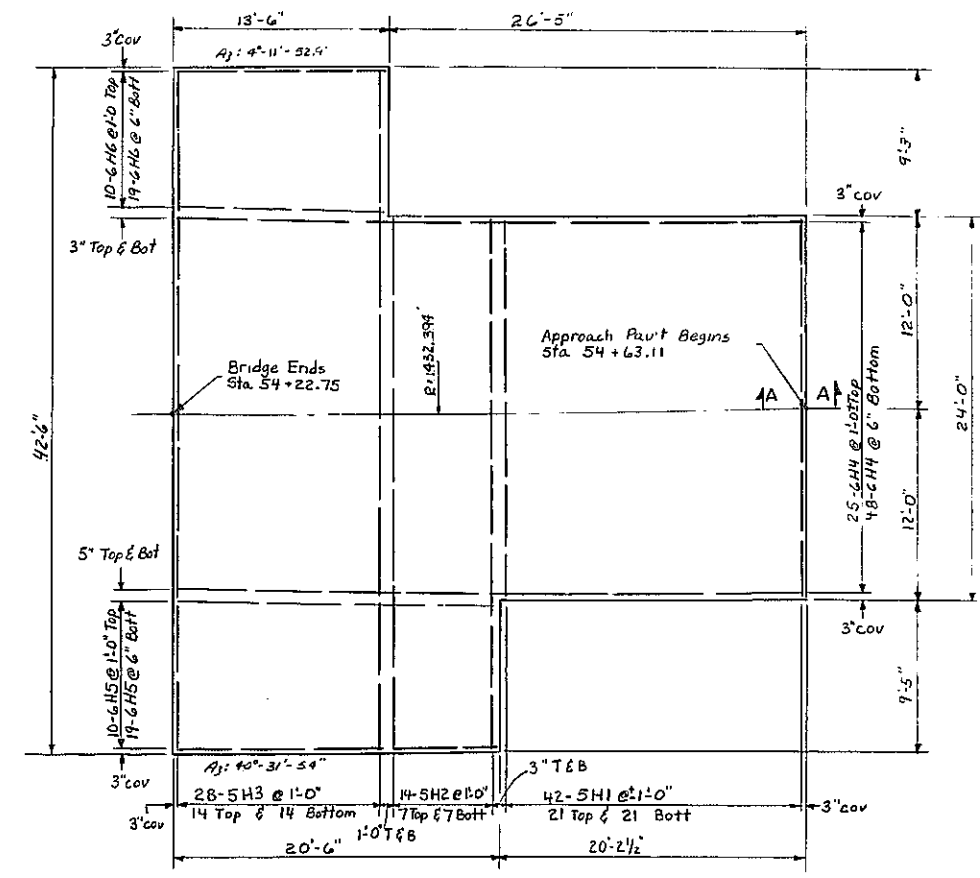 13'-6"
26'-5"
3"cov
Az: 4°-11'-52.9"
10-6H6 @ 1'-0 Top
19-6H6 @ 6" Bott
9'-3"
3"cov
3" Top & Bot
12'-0"
R=1432.394'
Approach Pav't Begins
Sta 54+63.11
Bridge Ends
Sta 54+22.75
A
A
42'-6"
25-6H4 @ 1'-0± Top
48-6H4 @ 6" Bottom
24'-0"
12'-0"
5" Top & Bot
3"cov
10-6H5 @ 1'-0" Top
19-6H5 @ 6" Bott
9'-5"
Az: 40°-31'-54"
3"cov
3" T&B
28-5H3 @ 1'-0"
14 Top & 14 Bottom
14-5H2 @ 1'-0"
7 Top & 7 Bott
42-5H1 @ ±1'-0"
21 Top & 21 Bott
3"cov
3"cov
1'-0" T&B
20'-6"
20'-2½"